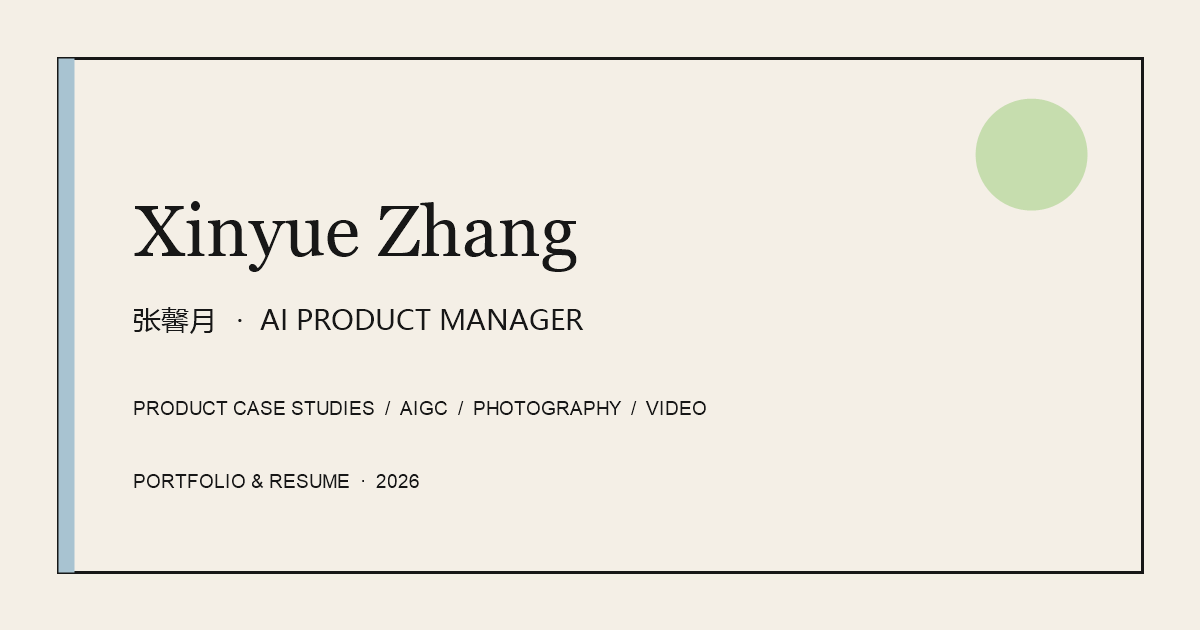 Xinyue Zhang
张馨月 · AI PRODUCT MANAGER
PRODUCT CASE STUDIES / AIGC / PHOTOGRAPHY / VIDEO
PORTFOLIO & RESUME · 2026